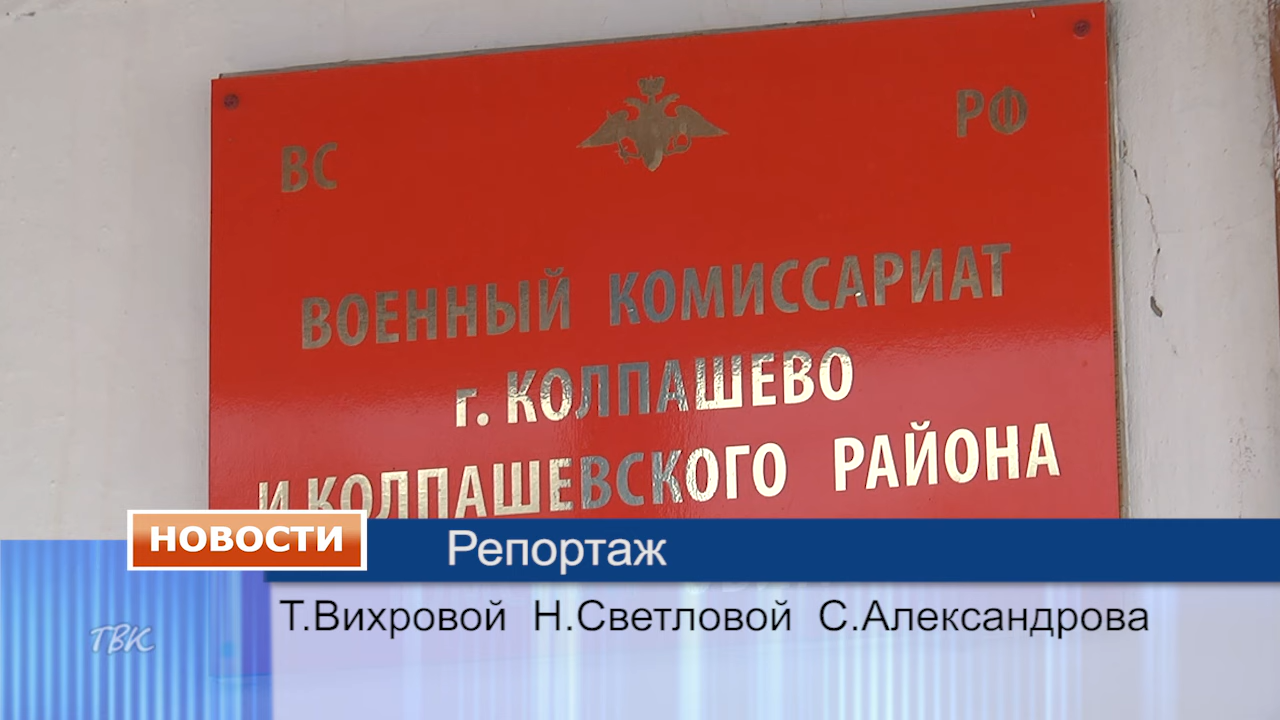 ВС РФ
ВОЕННЫЙ КОМИССАРИАТ
г. КОЛПАШЕВО
И КОЛПАШЕВСКОГО РАЙОНА
НОВОСТИ
Репортаж
Т.Вихровой Н.Светловой С.Александрова
ТВК